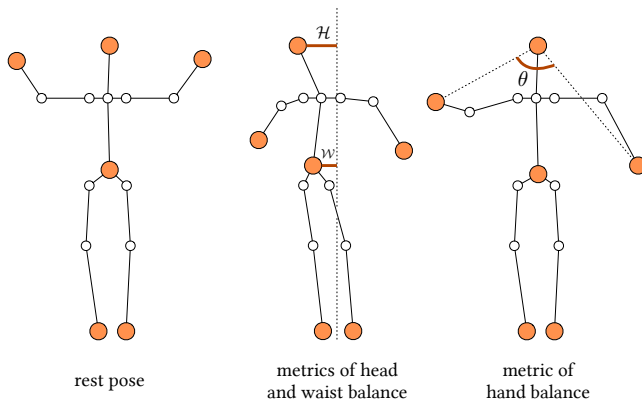 ℋ
𝒲
θ
rest pose
metrics of head
and waist balance
metric of
hand balance